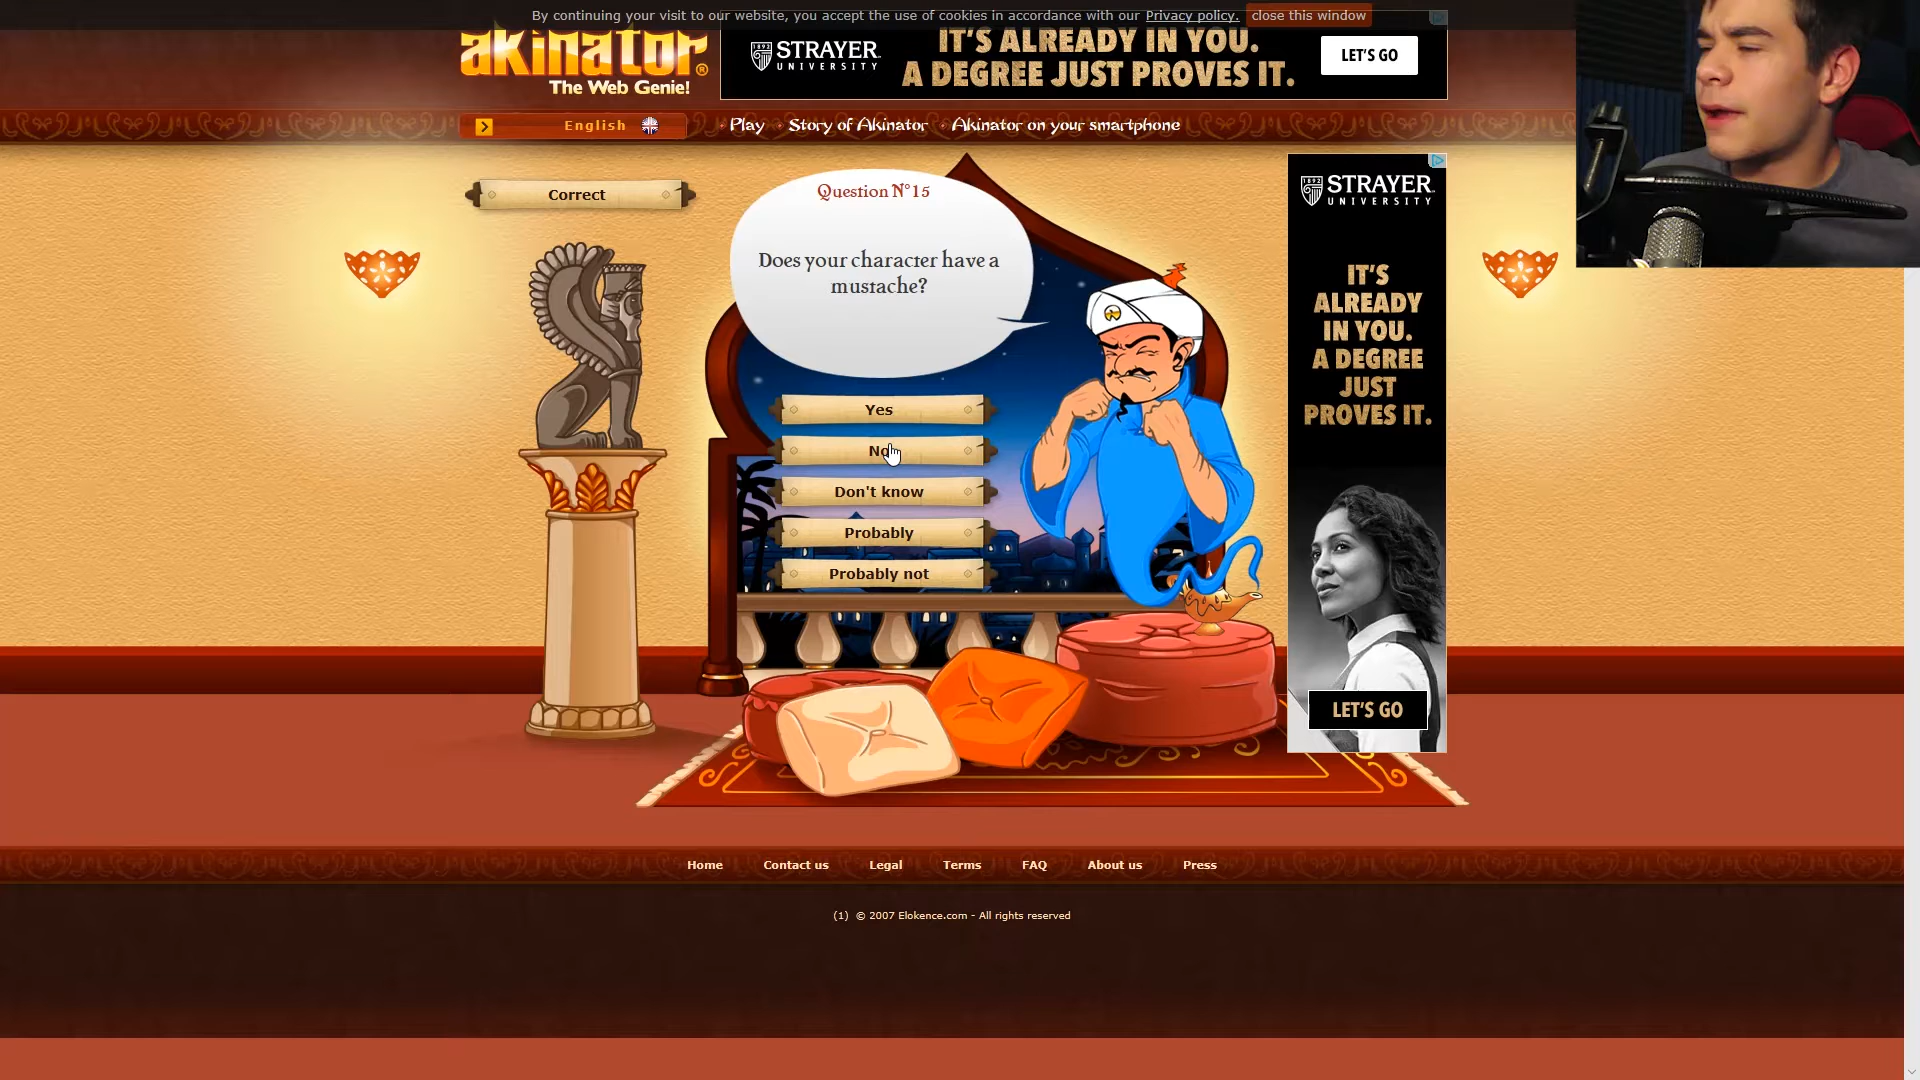 By continuing your visit to our website, you accept the use of cookies in accordance with our Privacy policy. close this window
akinator®
The Web Genie!
1892
STRAYER
UNIVERSITY
IT'S ALREADY IN YOU.
A DEGREE JUST PROVES IT.
LET'S GO
English
Play
Story of Akinator
Akinator on your smartphone
Correct
Question N°15
Does your character have a
mustache?
Yes
No
Don't know
Probably
Probably not
1892
STRAYER
UNIVERSITY
IT'S
ALREADY
IN YOU.
A DEGREE
JUST
PROVES IT.
LET'S GO
Home
Contact us
Legal
Terms
FAQ
About us
Press
(1) © 2007 Elokence.com - All rights reserved